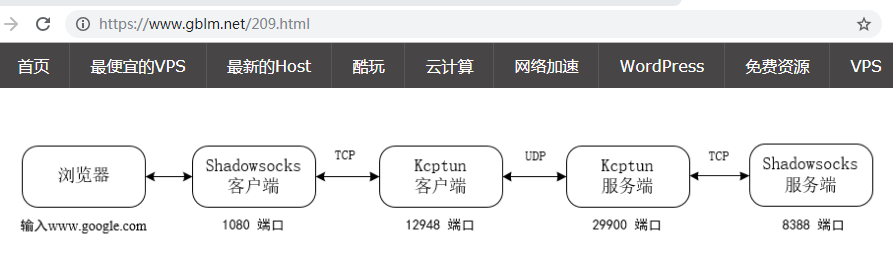 https://www.gblm.net/209.html
首页 最便宜的VPS 最新的Host 酷玩 云计算 网络加速 WordPress 免费资源 VPS
浏览器
Shadowsocks
客户端
TCP
Kcptun
客户端
UDP
Kcptun
服务端
TCP
Shadowsocks
服务端
输入www.google.com
1080 端口
12948 端口
29900 端口
8388 端口